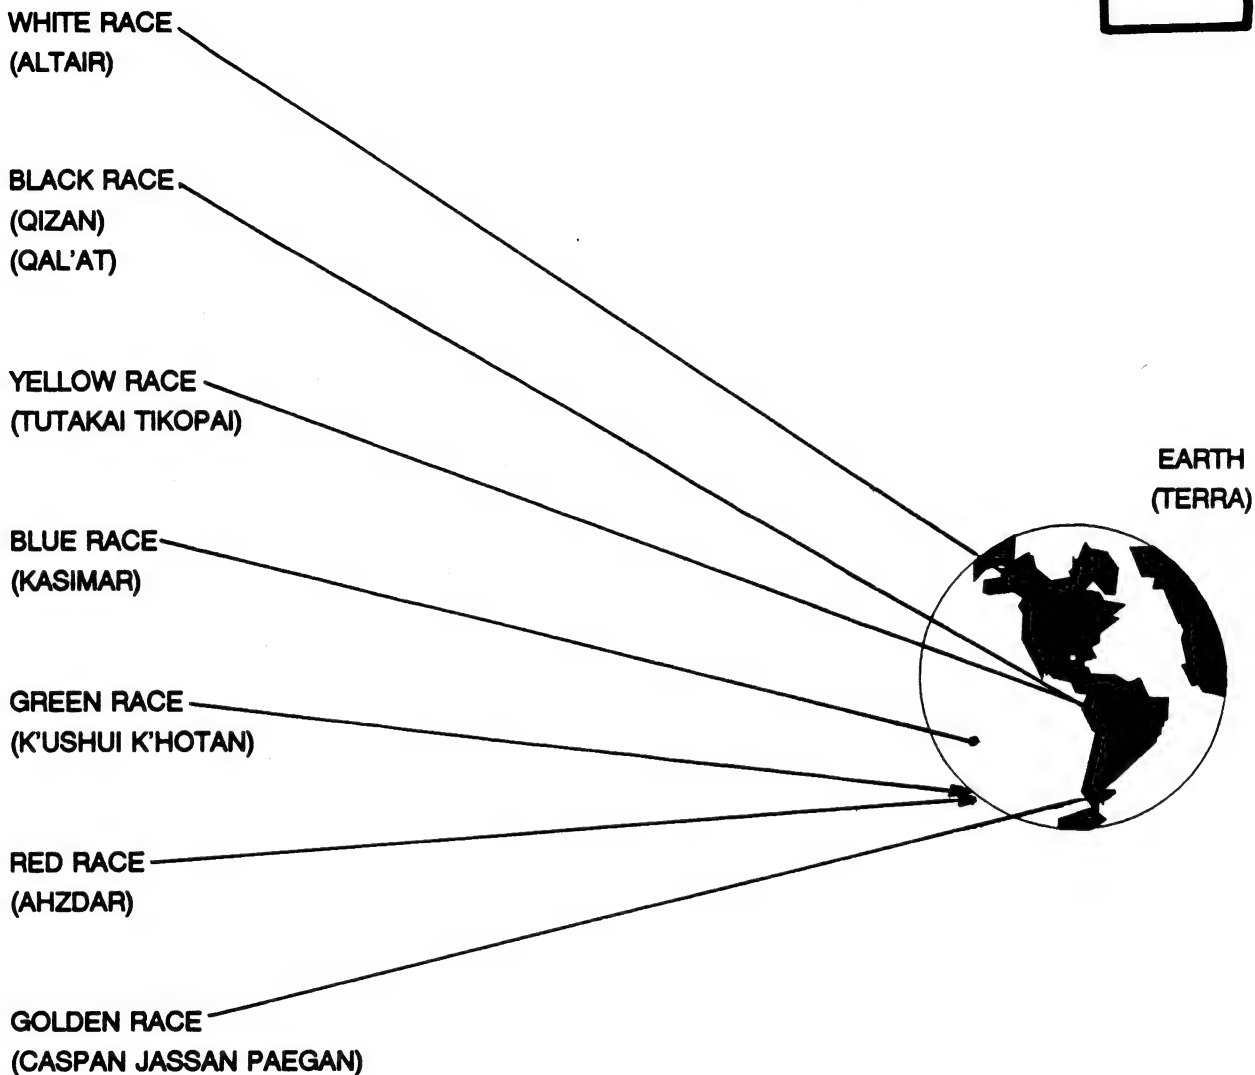 WHITE RACE
(ALTAIR)
BLACK RACE
(QIZAN)
(QAL'AT)
YELLOW RACE
(TUTAKAI TIKOPAI)
EARTH
(TERRA)
BLUE RACE
(KASIMAR)
GREEN RACE
(K'USHUI K'HOTAN)
RED RACE
(AHZDAR)
GOLDEN RACE
(CASPAN JASSAN PAEGAN)